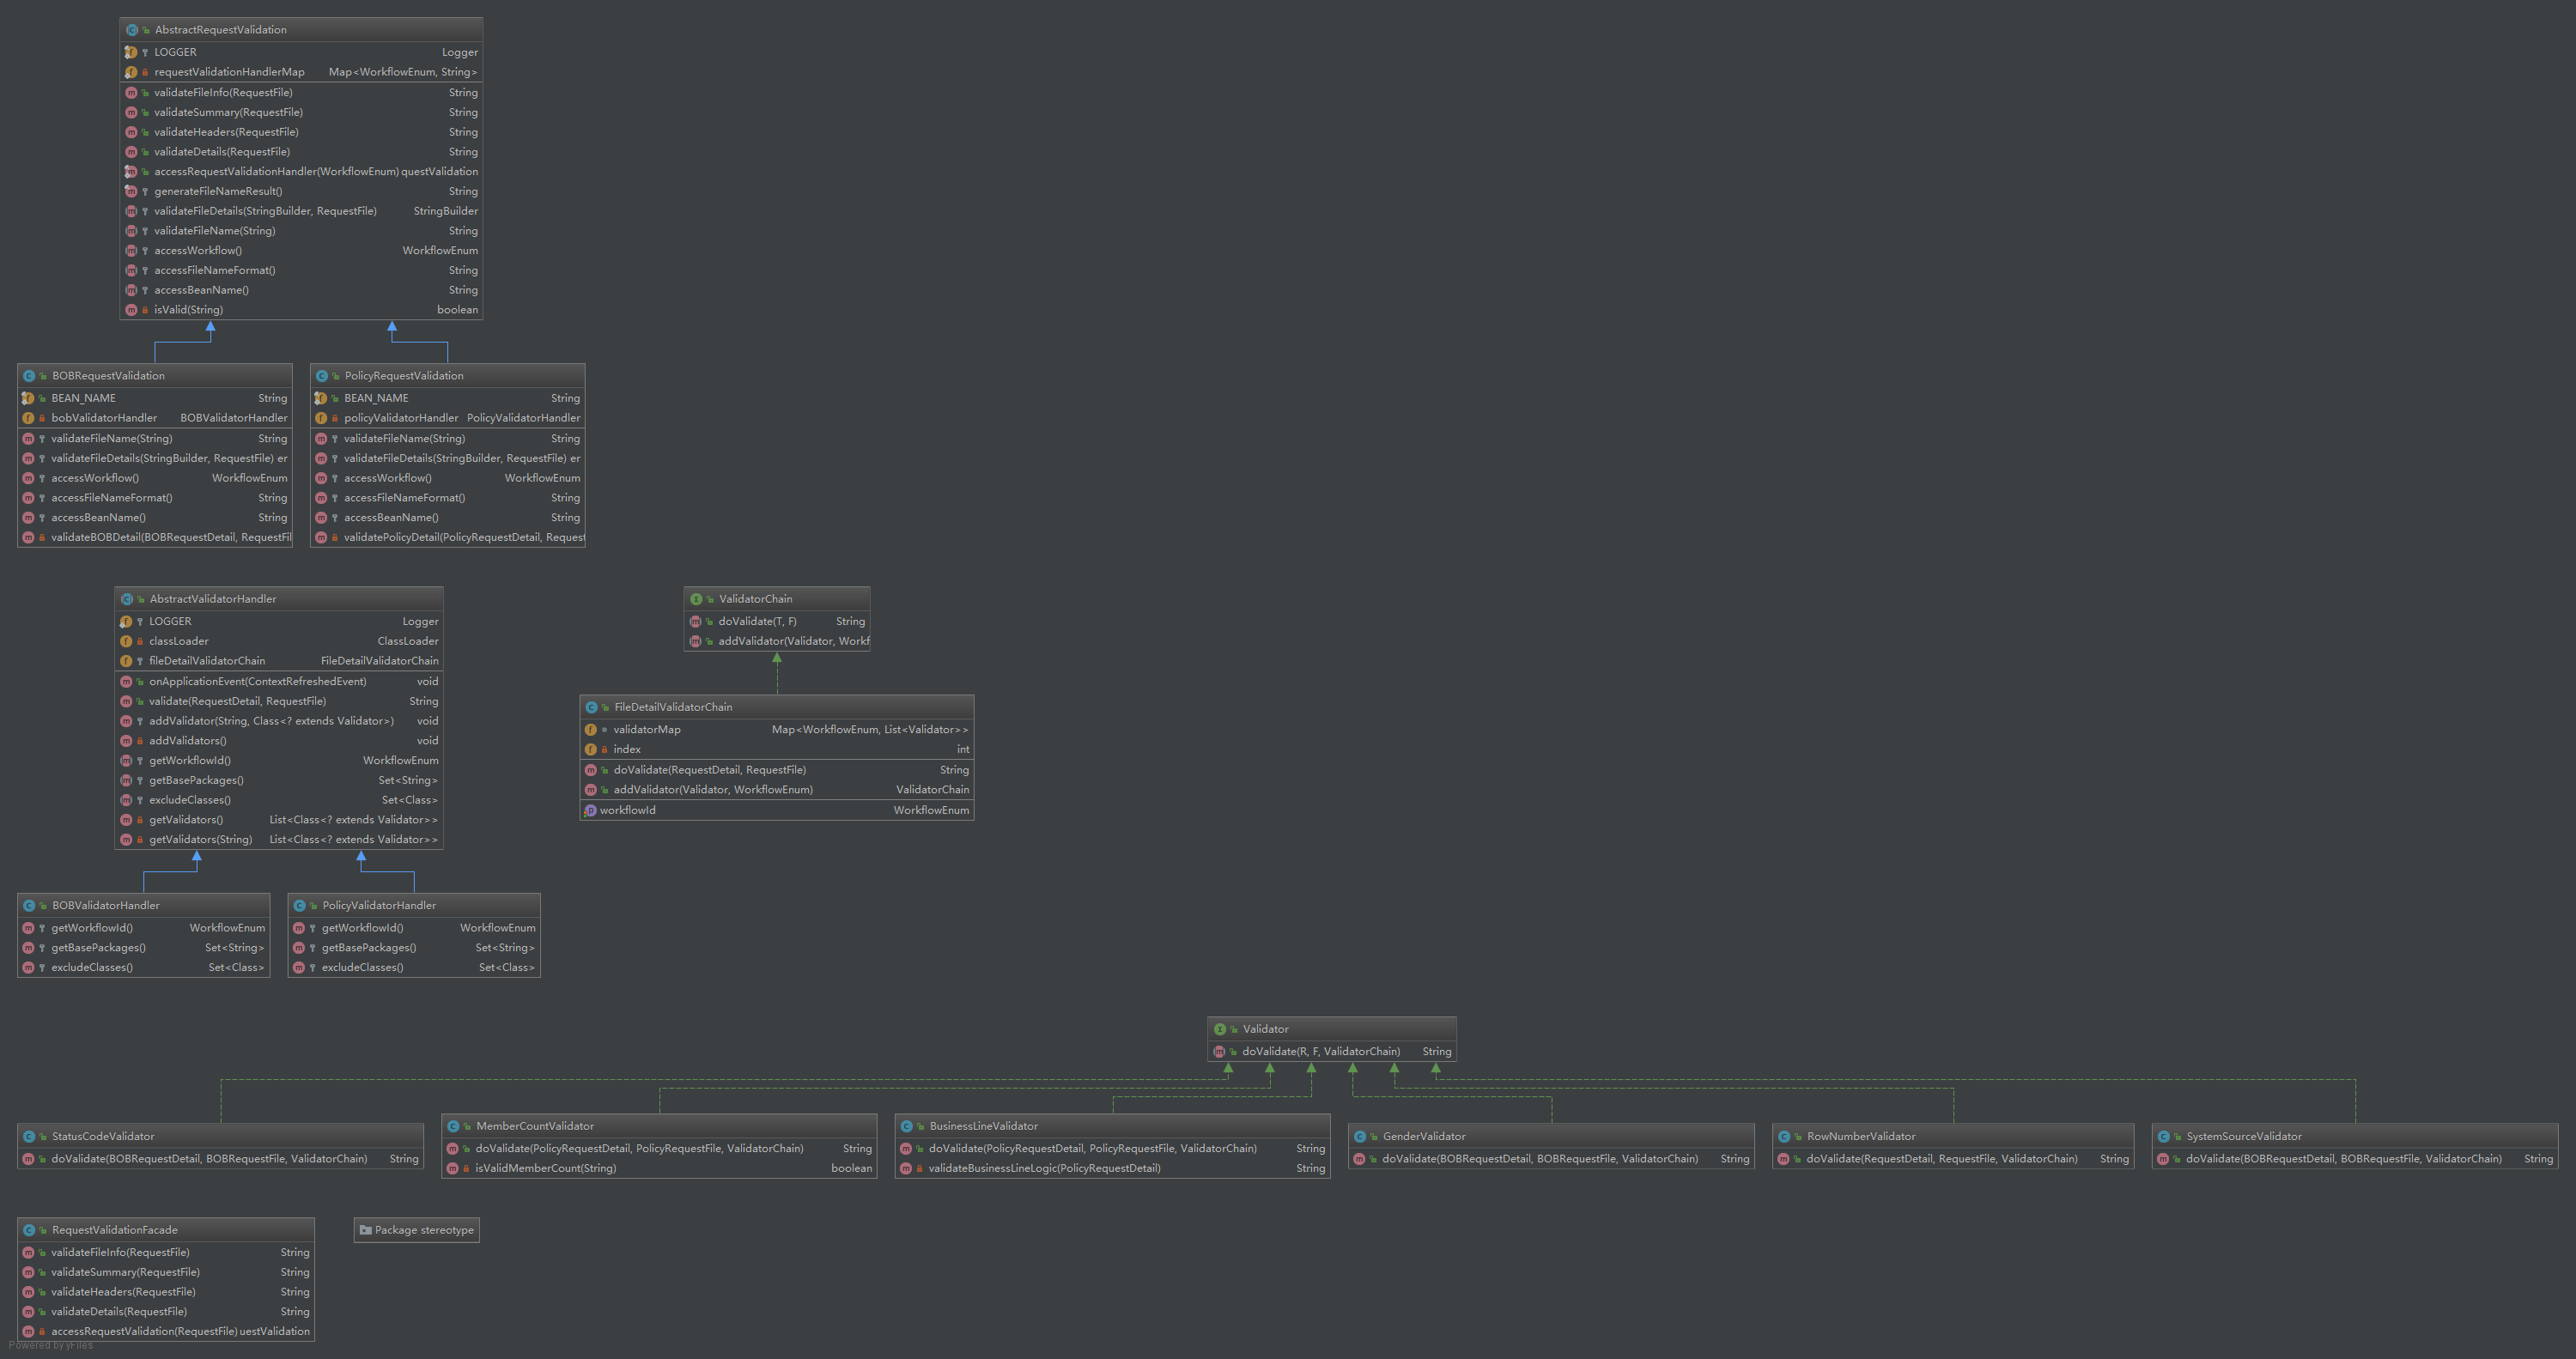 AbstractRequestValidation
LOGGER Logger
requestValidationHandlerMap Map<WorkflowEnum, String>
validateFileInfo(RequestFile) String
validateSummary(RequestFile) String
validateHeaders(RequestFile) String
validateDetails(RequestFile) String
accessRequestValidationHandler(WorkflowEnum) questValidation
generateFileNameResult() String
validateFileDetails(StringBuilder, RequestFile) StringBuilder
validateFileName(String) String
accessWorkflow() WorkflowEnum
accessFileNameFormat() String
accessBeanName() String
isValid(String) boolean
BOBRequestValidation
BEAN_NAME String
bobValidatorHandler BOBValidatorHandler
validateFileName(String) String
validateFileDetails(StringBuilder, RequestFile) er
accessWorkflow() WorkflowEnum
accessFileNameFormat() String
accessBeanName() String
validateBOBDetail(BOBRequestDetail, RequestFil
PolicyRequestValidation
BEAN_NAME String
policyValidatorHandler PolicyValidatorHandler
validateFileName(String) String
validateFileDetails(StringBuilder, RequestFile) er
accessWorkflow() WorkflowEnum
accessFileNameFormat() String
accessBeanName() String
validatePolicyDetail(PolicyRequestDetail, Request
AbstractValidatorHandler
LOGGER Logger
classLoader ClassLoader
fileDetailValidatorChain FileDetailValidatorChain
onApplicationEvent(ContextRefreshedEvent) void
validate(RequestDetail, RequestFile) String
addValidator(String, Class<? extends Validator>) void
addValidators() void
getWorkflowId() WorkflowEnum
getBasePackages() Set<String>
excludeClasses() Set<Class>
getValidators() List<Class<? extends Validator>>
getValidators(String) List<Class<? extends Validator>>
ValidatorChain
doValidate(T, F) String
addValidator(Validator, Workf
FileDetailValidatorChain
validatorMap Map<WorkflowEnum, List<Validator>>
index int
doValidate(RequestDetail, RequestFile) String
addValidator(Validator, WorkflowEnum) ValidatorChain
workflowId WorkflowEnum
BOBValidatorHandler
getWorkflowId() WorkflowEnum
getBasePackages() Set<String>
excludeClasses() Set<Class>
PolicyValidatorHandler
getWorkflowId() WorkflowEnum
getBasePackages() Set<String>
excludeClasses() Set<Class>
Validator
doValidate(R, F, ValidatorChain) String
StatusCodeValidator
doValidate(BOBRequestDetail, BOBRequestFile, ValidatorChain) String
MemberCountValidator
doValidate(PolicyRequestDetail, PolicyRequestFile, ValidatorChain) String
isValidMemberCount(String) boolean
BusinessLineValidator
doValidate(PolicyRequestDetail, PolicyRequestFile, ValidatorChain) String
validateBusinessLineLogic(PolicyRequestDetail) String
GenderValidator
doValidate(BOBRequestDetail, BOBRequestFile, ValidatorChain) String
RowNumberValidator
doValidate(RequestDetail, RequestFile, ValidatorChain) String
SystemSourceValidator
doValidate(BOBRequestDetail, BOBRequestFile, ValidatorChain) String
RequestValidationFacade
validateFileInfo(RequestFile) String
validateSummary(RequestFile) String
validateHeaders(RequestFile) String
validateDetails(RequestFile) String
accessRequestValidation(RequestFile) uestValidation
Package stereotype
Powered by yFiles